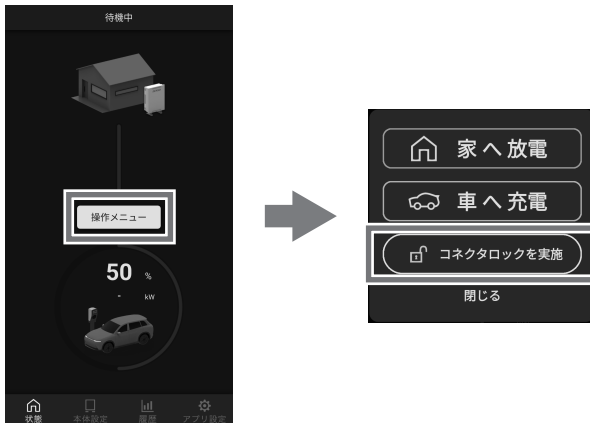 待機中
操作メニュー
50 %
- kW
状態
本体設定
履歴
アプリ設定
家へ放電
車へ充電
コネクタロックを実施
閉じる